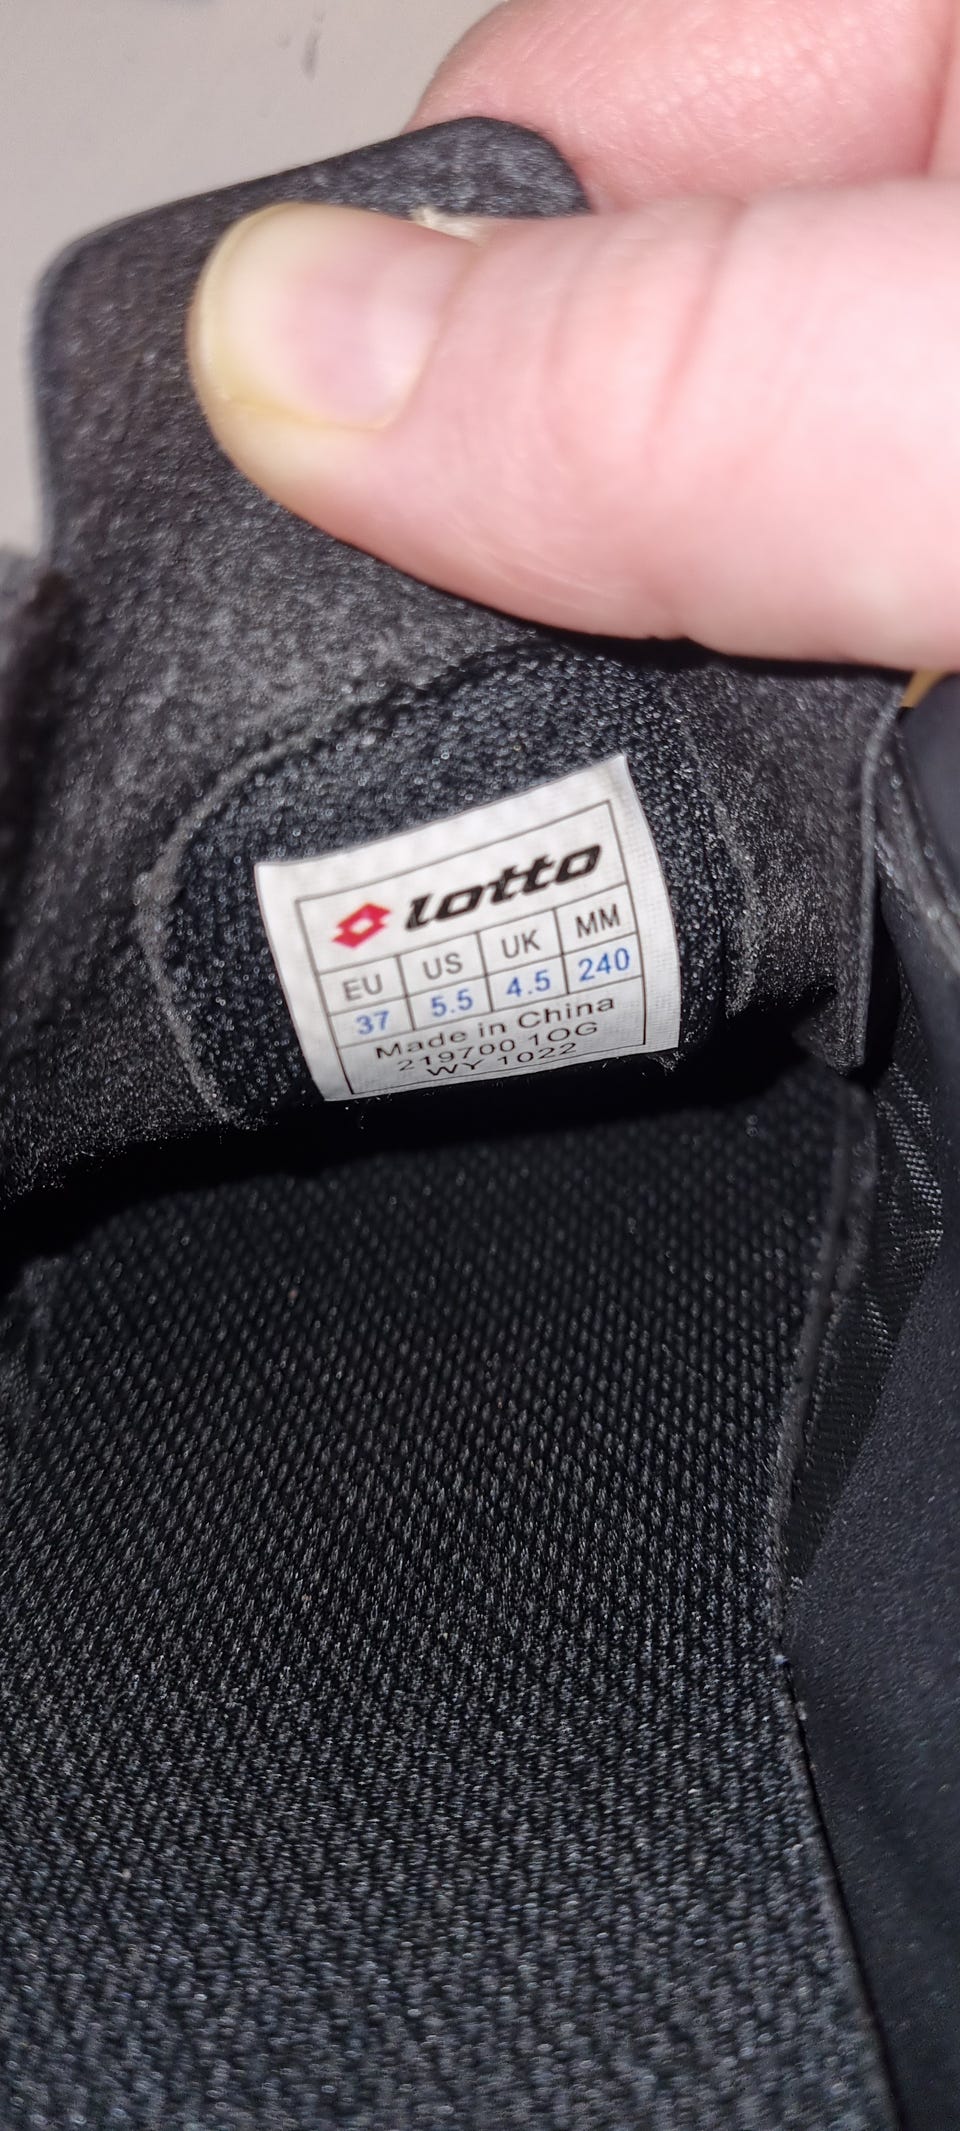 lotto
EU US UK MM
37 5.5 4.5 240
Made in China
219700 1OG
WY 1022